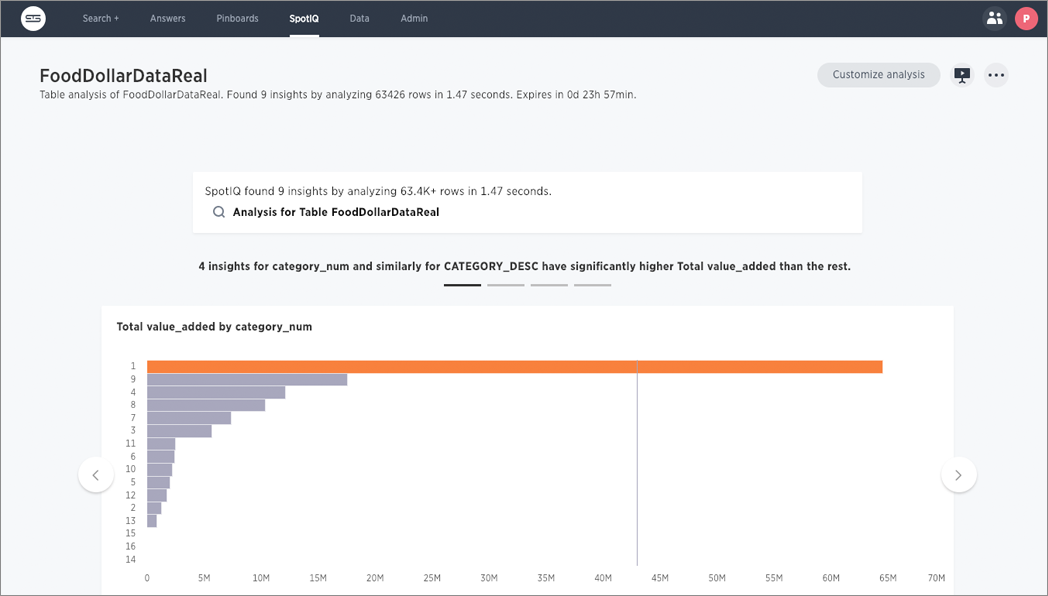 Search + Answers Pinboards SpotIQ Data Admin P
FoodDollarDataReal
Customize analysis
Table analysis of FoodDollarDataReal. Found 9 insights by analyzing 63426 rows in 1.47 seconds. Expires in 0d 23h 57min.
SpotIQ found 9 insights by analyzing 63.4K+ rows in 1.47 seconds.
Analysis for Table FoodDollarDataReal
4 insights for category_num and similarly for CATEGORY_DESC have significantly higher Total value_added than the rest.
Total value_added by category_num
1
9
4
8
7
3
11
6
10
5
12
2
13
15
16
14
0 5M 10M 15M 20M 25M 30M 35M 40M 45M 50M 55M 60M 65M 70M